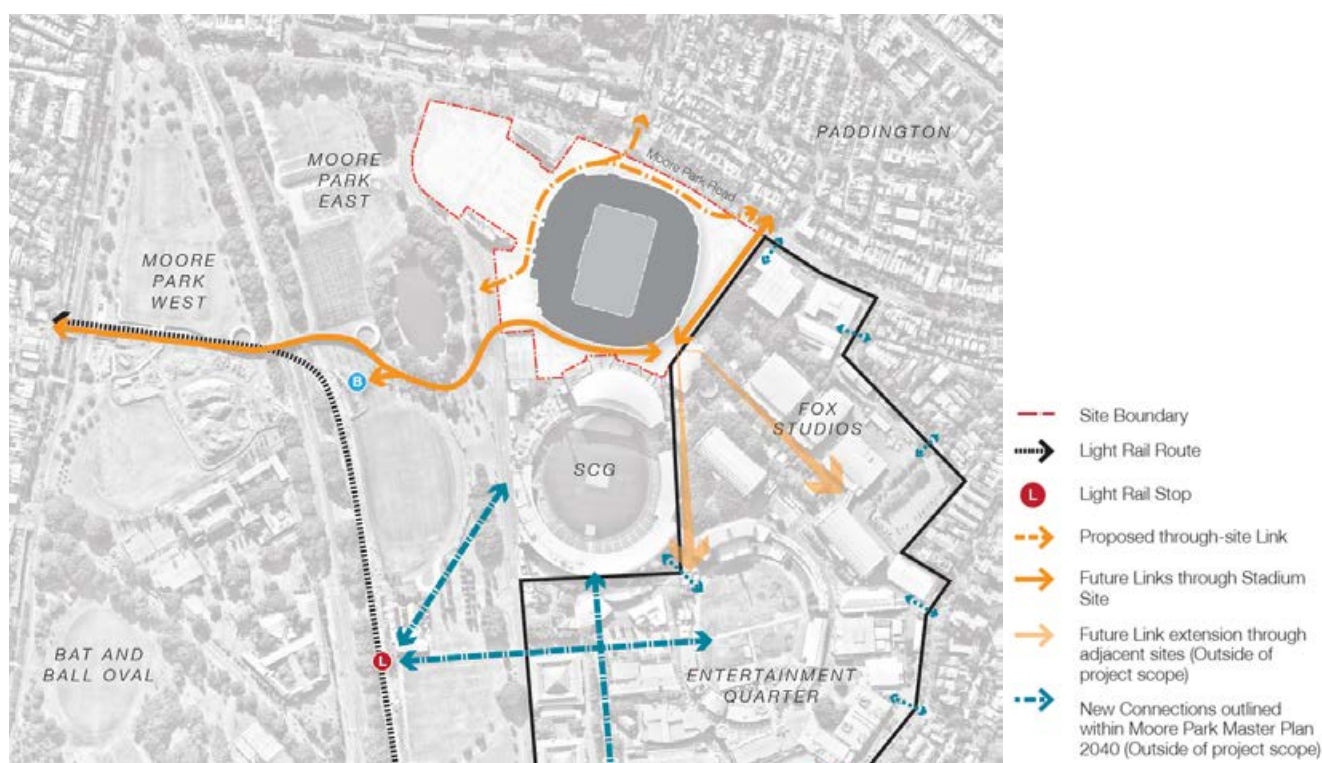 PADDINGTON
Moore Park Road
MOORE
PARK
EAST
MOORE
PARK
WEST
B
FOX
STUDIOS
SCG
L
BAT AND
BALL OVAL
ENTERTAINMENT
QUARTER
Site Boundary
Light Rail Route
L
Light Rail Stop
Proposed through-site Link
Future Links through Stadium
Site
Future Link extension through
adjacent sites (Outside of
project scope)
New Connections outlined
within Moore Park Master Plan
2040 (Outside of project scope)